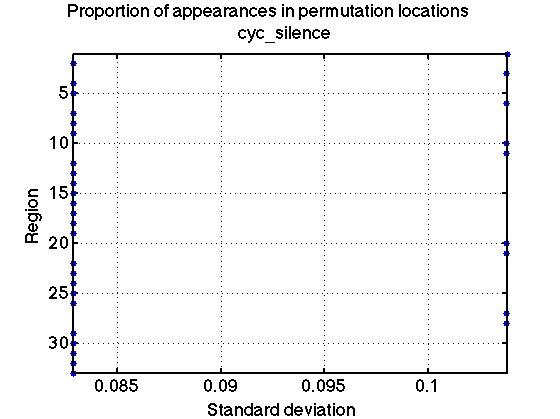 Proportion of appearances in permutation locations
cyc_silence
5
10
15
20
25
30
Region
0.085 0.09 0.095 0.1
Standard deviation